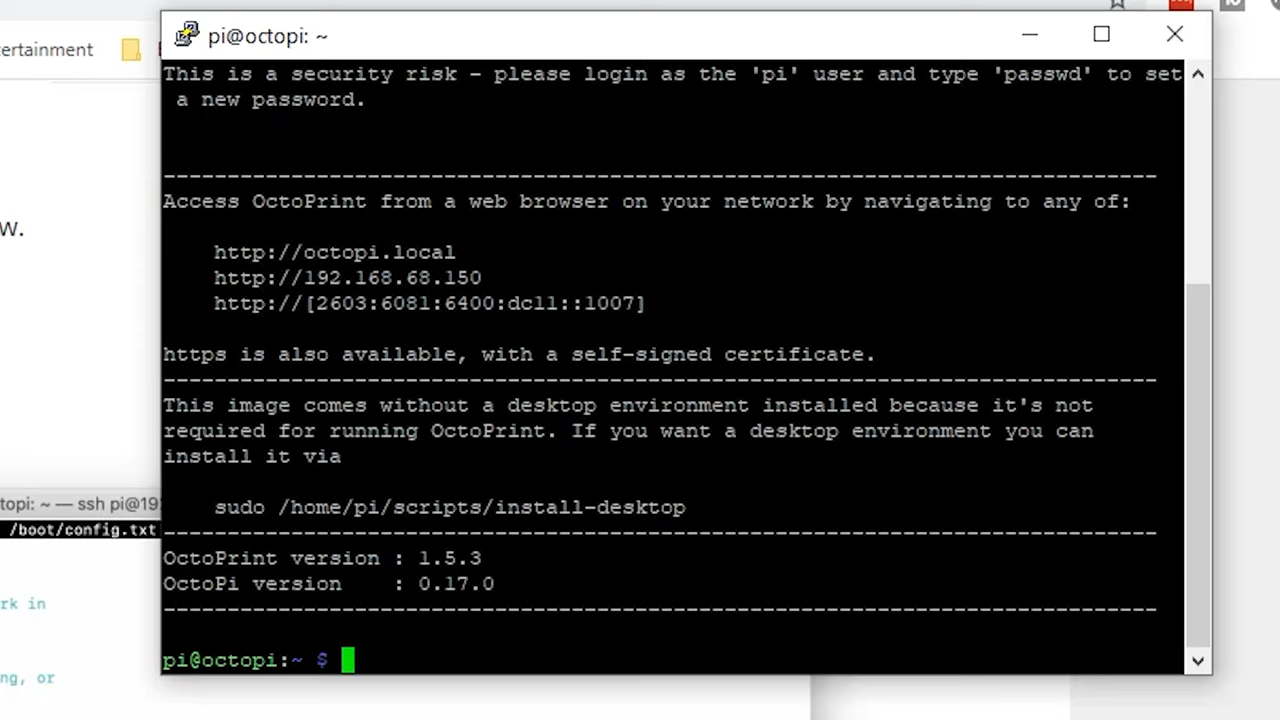 ertainment
pi@octopi: ~
This is a security risk - please login as the 'pi' user and type 'passwd' to set
a new password.
--------------------------------------------------------------------------------
Access OctoPrint from a web browser on your network by navigating to any of:
w.
http://octopi.local
http://192.168.68.150
http://[2603:6081:6400:dc11::1007]
https is also available, with a self-signed certificate.
--------------------------------------------------------------------------------
This image comes without a desktop environment installed because it's not
required for running OctoPrint. If you want a desktop environment you can
install it via
topi: ~ — ssh pi@19
sudo /home/pi/scripts/install-desktop
/boot/config.txt
--------------------------------------------------------------------------------
OctoPrint version : 1.5.3
OctoPi version    : 0.17.0
rk in
--------------------------------------------------------------------------------
pi@octopi:~ $
ng, or